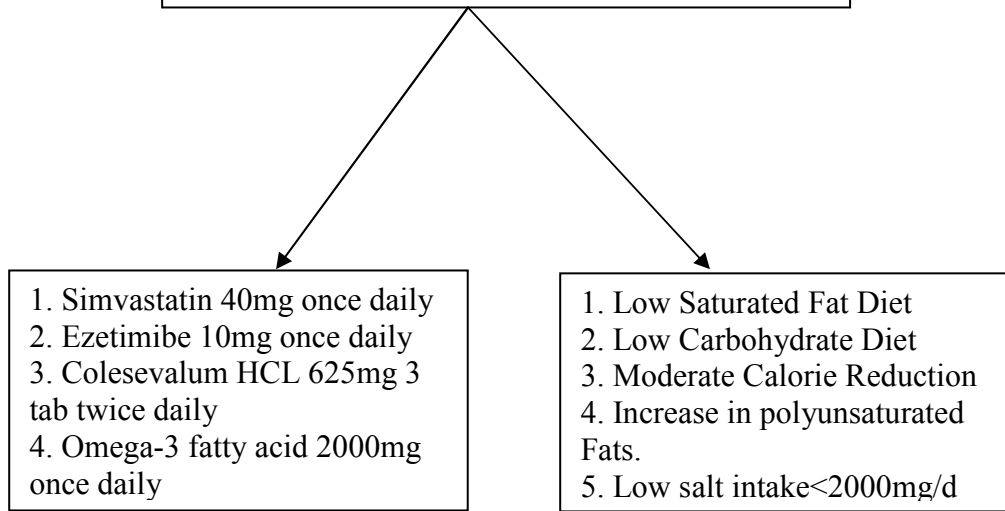 1. Simvastatin 40mg once daily
2. Ezetimibe 10mg once daily
3. Colesevalum HCL 625mg 3
tab twice daily
4. Omega-3 fatty acid 2000mg
once daily
1. Low Saturated Fat Diet
2. Low Carbohydrate Diet
3. Moderate Calorie Reduction
4. Increase in polyunsaturated
Fats.
5. Low salt intake<2000mg/d